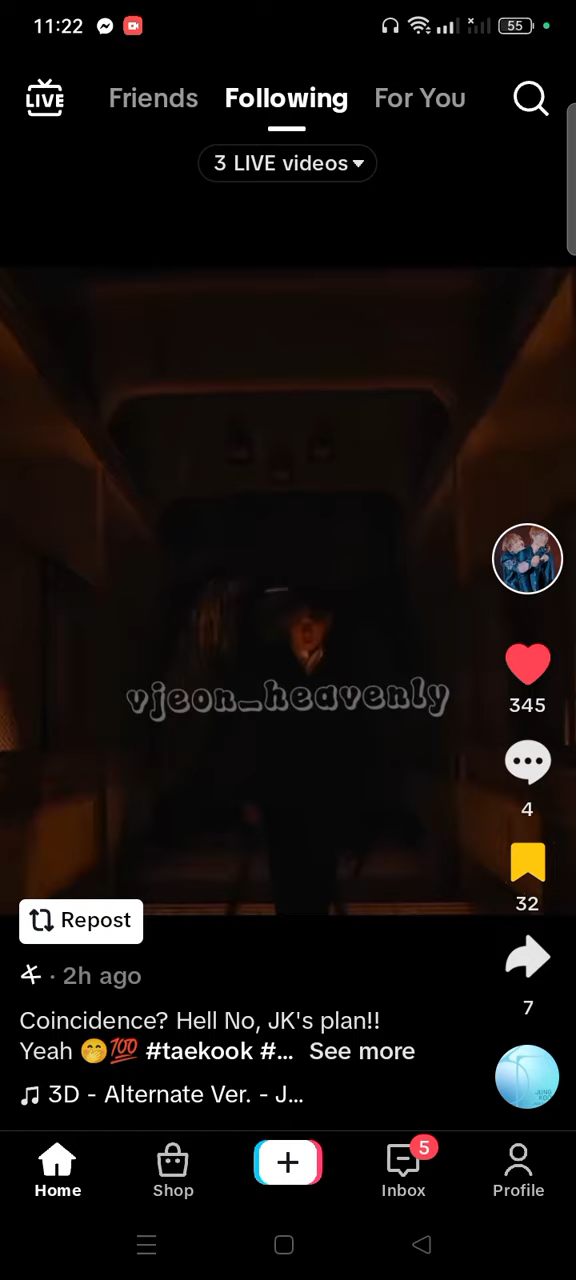 11:22
55
LIVE
Friends
Following
For You
3 LIVE videos
vjeon_heavenly
345
4
32
7
Repost
· 2h ago
Coincidence? Hell No, JK's plan!!
Yeah 🤭💯 #taekook #... See more
3D - Alternate Ver. - J...
Home
Shop
5
Inbox
Profile